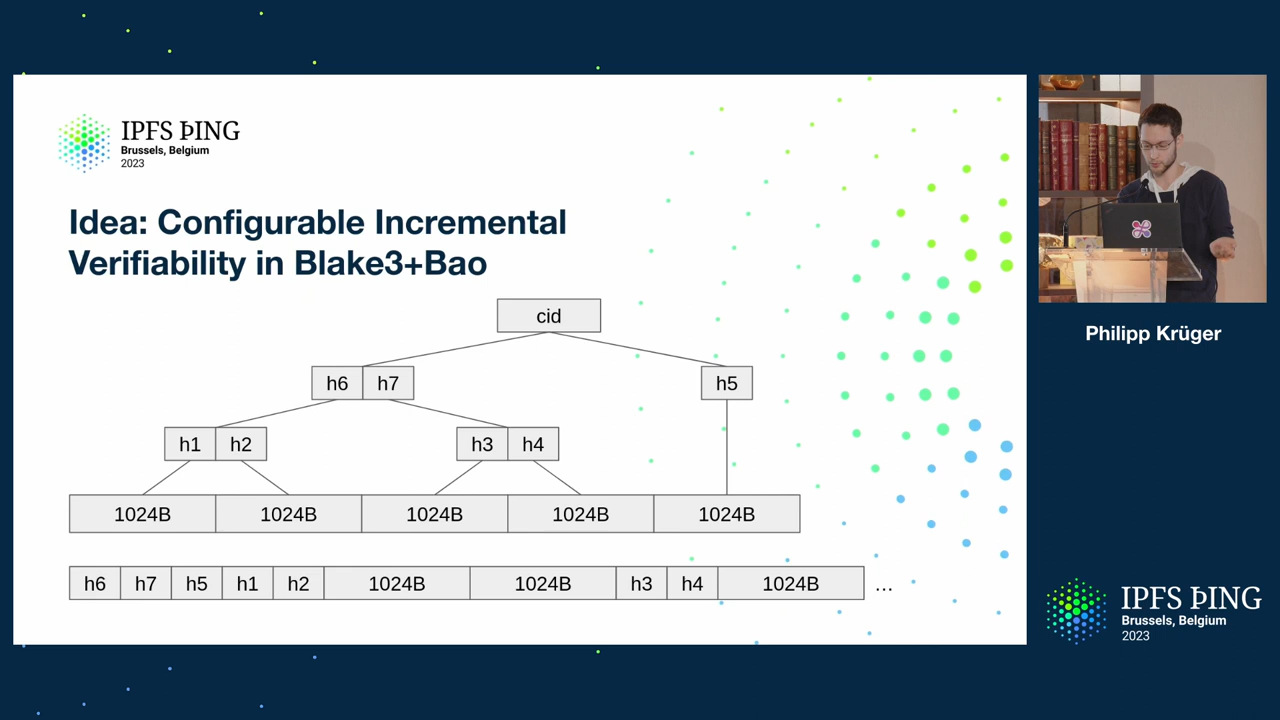 IPFS ÞING
Brussels, Belgium
2023
Idea: Configurable Incremental
Verifiability in Blake3+Bao
cid
h6 h7 h5
h1 h2 h3 h4
1024B 1024B 1024B 1024B 1024B
h6 h7 h5 h1 h2 1024B 1024B h3 h4 1024B ...
Philipp Krüger
IPFS ÞING
Brussels, Belgium
2023